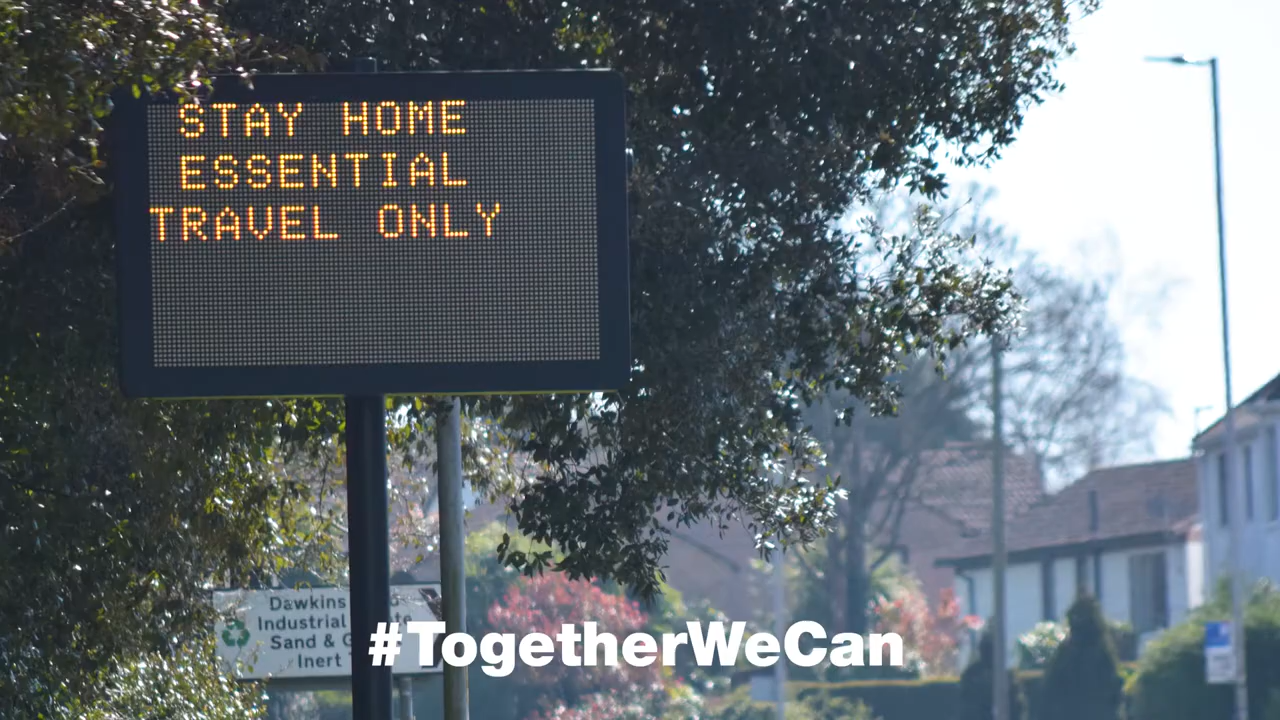 STAY HOME
ESSENTIAL
TRAVEL ONLY
Dawkins
Industrial
Sand &
Inert
#TogetherWeCan